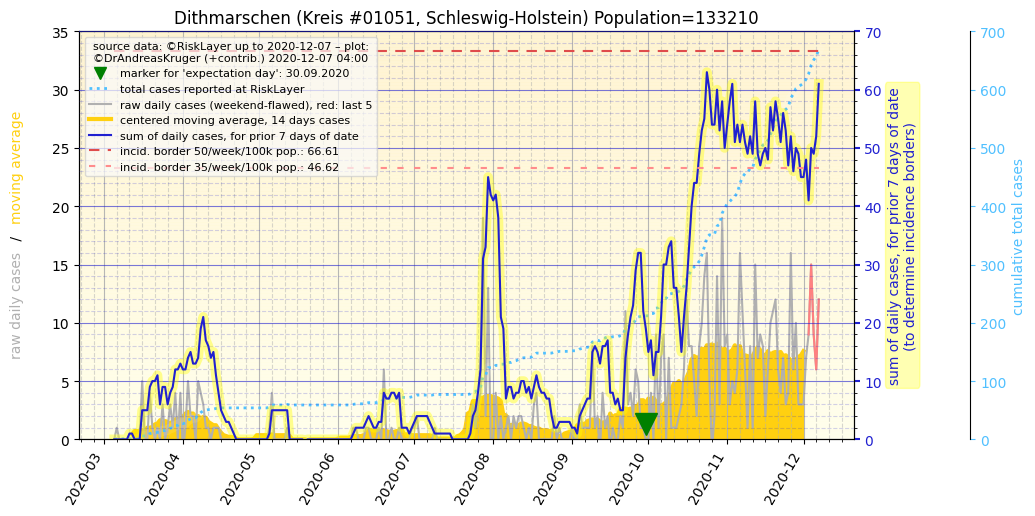 Dithmarschen (Kreis #01051, Schleswig-Holstein) Population=133210
source data: ©RiskLayer up to 2020-12-07 – plot:
©DrAndreasKruger (+contrib.) 2020-12-07 04:00
marker for 'expectation day': 30.09.2020
total cases reported at RiskLayer
raw daily cases (weekend-flawed), red: last 5
centered moving average, 14 days cases
sum of daily cases, for prior 7 days of date
incid. border 50/week/100k pop.: 66.61
incid. border 35/week/100k pop.: 46.62
raw daily cases / moving average
35
30
25
20
15
10
5
0
2020-03
2020-04
2020-05
2020-06
2020-07
2020-08
2020-09
2020-10
2020-11
2020-12
70
60
50
40
30
20
10
0
sum of daily cases, for prior 7 days of date
(to determine incidence borders)
700
600
500
400
300
200
100
0
cumulative total cases